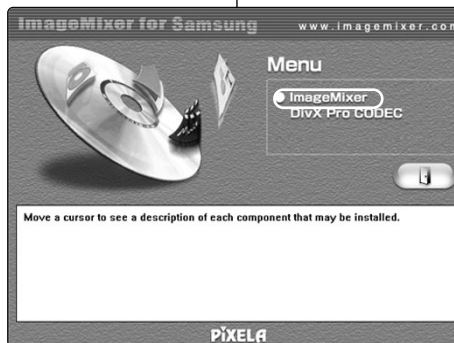 ImageMixer for Samsung www.imagemixer.com
Menu
ImageMixer
DivX Pro CODEC
Move a cursor to see a description of each component that may be installed.
PIXELA